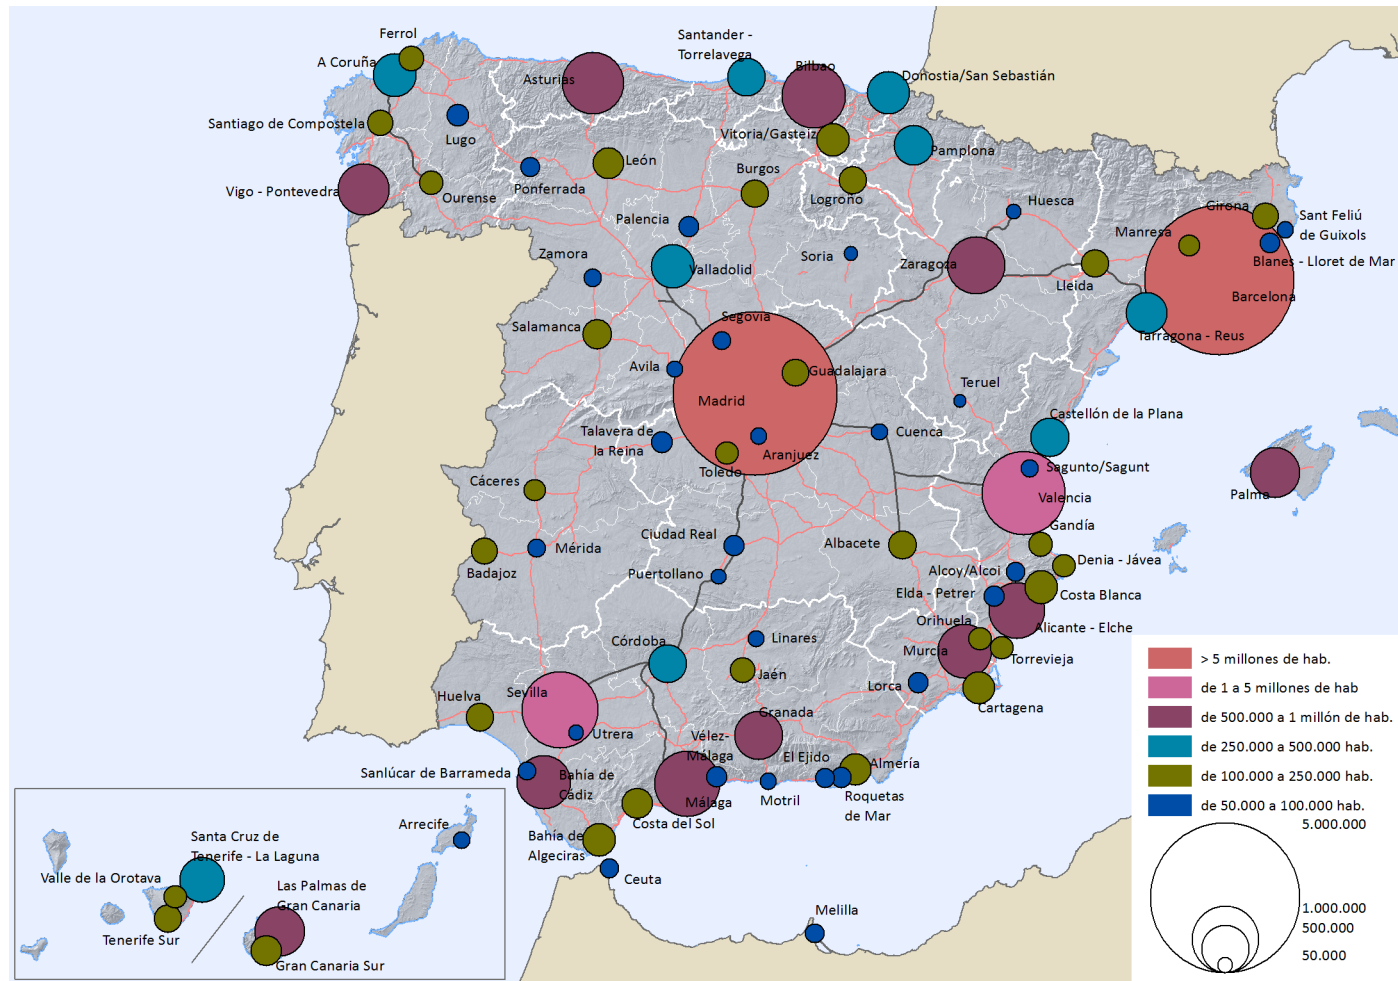 Ferrol
Santander -
Torrelavega
A Coruña
Asturias
Bilbao
Donostia/San Sebastián
Santiago de Compostela
Lugo
Vitoria/Gasteiz
Pamplona
León
Burgos
Vigo - Pontevedra
Ourense
Ponferrada
Logroño
Huesca
Girona
Sant Feliú
de Guixols
Palencia
Manresa
Zamora
Soria
Zaragoza
Blanes - Lloret de Mar
Valladolid
Lleida
Barcelona
Salamanca
Segovia
Tarragona - Reus
Avila
Guadalajara
Teruel
Madrid
Castellón de la Plana
Talavera de
la Reina
Cuenca
Aranjuez
Toledo
Sagunto/Sagunt
Cáceres
Valencia
Palma
Gandía
Ciudad Real
Albacete
Mérida
Badajoz
Denia - Jávea
Puertollano
Alcoy/Alcoi
Elda - Petrer
Costa Blanca
Orihuela
Alicante - Elche
Córdoba
Linares
Murcia
Torrevieja
Jaén
Lorca
Huelva
Sevilla
Cartagena
Granada
Utrera
Vélez-
Málaga
El Ejido
Almería
Sanlúcar de Barrameda
Bahía de
Cádiz
Málaga
Motril
Roquetas
de Mar
Costa del Sol
Bahía de
Algeciras
Ceuta
Melilla
Arrecife
Santa Cruz de
Tenerife - La Laguna
Valle de la Orotava
Las Palmas de
Gran Canaria
Tenerife Sur
Gran Canaria Sur
> 5 millones de hab.
de 1 a 5 millones de hab
de 500.000 a 1 millón de hab.
de 250.000 a 500.000 hab.
de 100.000 a 250.000 hab.
de 50.000 a 100.000 hab.
5.000.000
1.000.000
500.000
50.000